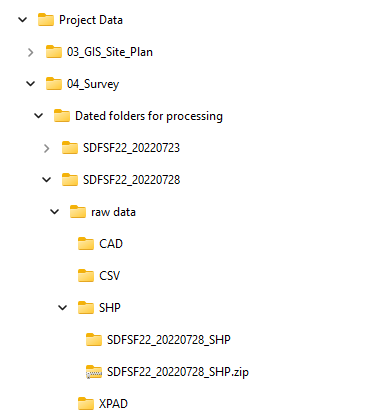 Project Data
03_GIS_Site_Plan
04_Survey
Dated folders for processing
SDFSF22_20220723
SDFSF22_20220728
raw data
CAD
CSV
SHP
SDFSF22_20220728_SHP
SDFSF22_20220728_SHP.zip
XPAD